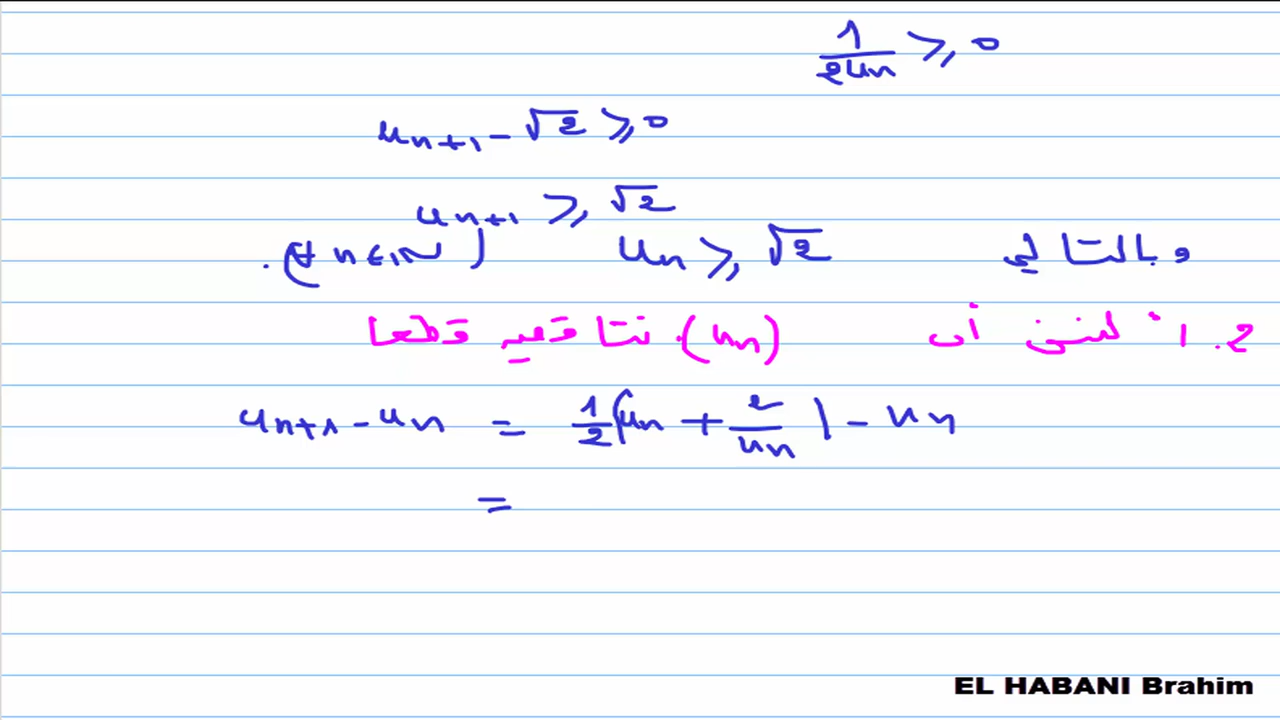 1/(2Un) ⩾ 0
Un+1 - √2 ⩾ 0
Un+1 ⩾ √2
وبالتالي Un ⩾ √2 (∀n∈ℕ).
2. أ. لنبين أن (Un) تناقصية قطعا
Un+1 - Un = 1/2 (Un + 2/Un) - Un
=
EL HABANI Brahim